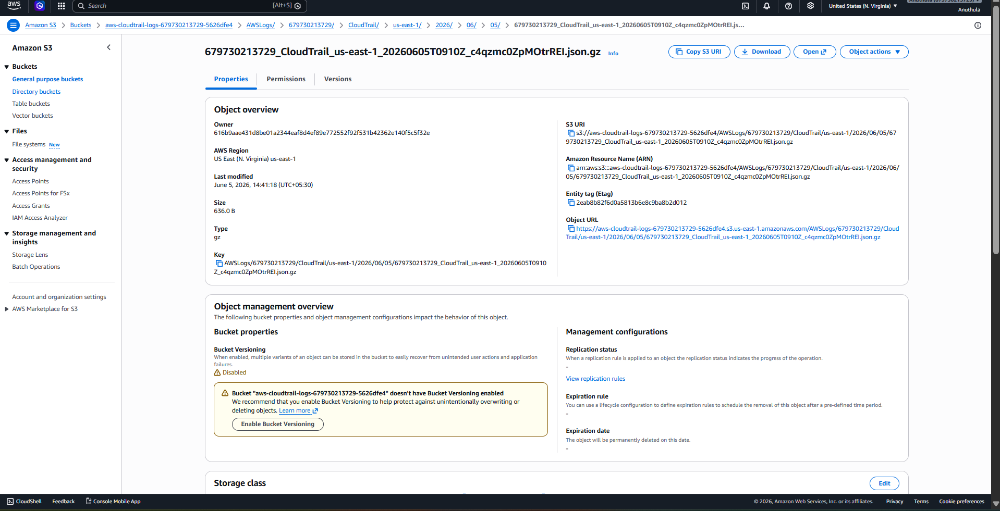 aws
Search
[Alt+S]
United States (N. Virginia)
Anuthula
Amazon S3
Buckets
aws-cloudtrail-logs-679730213729-5626dfe4
AWSLogs/
679730213729/
CloudTrail/
us-east-1/
2026/
06/
05/
679730213729_CloudTrail_us-east-1_20260605T0910Z_c4qzmc0ZpMOtrREI.js...
Amazon S3
Buckets
General purpose buckets
Directory buckets
Table buckets
Vector buckets
Files
File systems New
Access management and
security
Access Points
Access Points for FSx
Access Grants
IAM Access Analyzer
Storage management and
insights
Storage Lens
Batch Operations
Account and organization settings
AWS Marketplace for S3
679730213729_CloudTrail_us-east-1_20260605T0910Z_c4qzmc0ZpMOtrREI.json.gz Info
Copy S3 URI
Download
Open
Object actions
Properties
Permissions
Versions
Object overview
Owner
616b9aae431d8be01a2344eaf8d4ef89e772552f92f531b42362e140f5c5f32e
AWS Region
US East (N. Virginia) us-east-1
Last modified
June 5, 2026, 14:41:18 (UTC+05:30)
Size
636.0 B
Type
gz
Key
AWSLogs/679730213729/CloudTrail/us-east-1/2026/06/05/679730213729_CloudTrail_us-east-1_20260605T0910
Z_c4qzmc0ZpMOtrREI.json.gz
S3 URI
s3://aws-cloudtrail-logs-679730213729-5626dfe4/AWSLogs/679730213729/CloudTrail/us-east-1/2026/06/05/67
9730213729_CloudTrail_us-east-1_20260605T0910Z_c4qzmc0ZpMOtrREI.json.gz
Amazon Resource Name (ARN)
arn:aws:s3:::aws-cloudtrail-logs-679730213729-5626dfe4/AWSLogs/679730213729/CloudTrail/us-east-1/2026/06/
05/679730213729_CloudTrail_us-east-1_20260605T0910Z_c4qzmc0ZpMOtrREI.json.gz
Entity tag (Etag)
2eab8b82f6d0a5813b6e8c9ba8b2d012
Object URL
https://aws-cloudtrail-logs-679730213729-5626dfe4.s3.us-east-1.amazonaws.com/AWSLogs/679730213729/Cloud
Trail/us-east-1/2026/06/05/679730213729_CloudTrail_us-east-1_20260605T0910Z_c4qzmc0ZpMOtrREI.json.gz
Object management overview
The following bucket properties and object management configurations impact the behavior of this object.
Bucket properties
Bucket Versioning
When enabled, multiple variants of an object can be stored in the bucket to easily recover from unintended user actions and application
failures.
Disabled
Bucket "aws-cloudtrail-logs-679730213729-5626dfe4" doesn't have Bucket Versioning enabled
We recommend that you enable Bucket Versioning to help protect against unintentionally overwriting or
deleting objects. Learn more
Enable Bucket Versioning
Management configurations
Replication status
When a replication rule is applied to an object the replication status indicates the progress of the operation.
-
View replication rules
Expiration rule
You can use a lifecycle configuration to define expiration rules to schedule the removal of this object after a pre-defined time period.
-
Expiration date
The object will be permanently deleted on this date.
-
Storage class
Edit
CloudShell
Feedback
Console Mobile App
© 2026, Amazon Web Services, Inc. or its affiliates.
Privacy
Terms
Cookie preferences